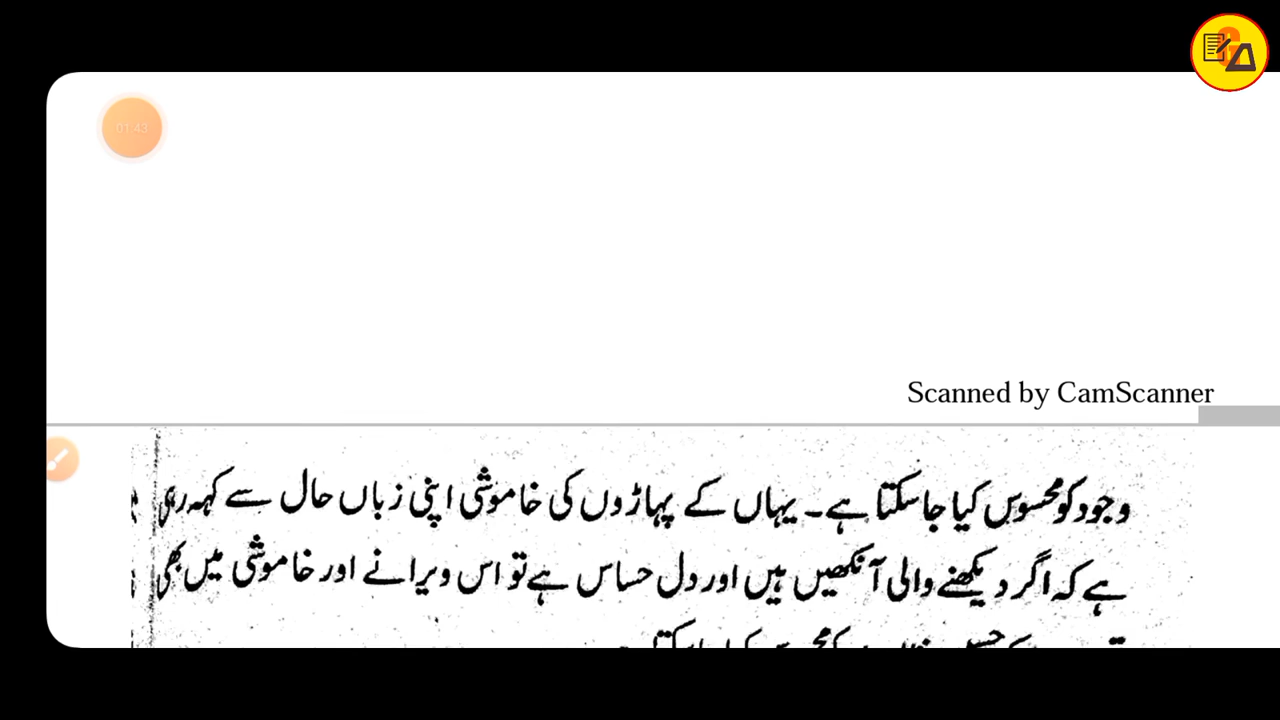 01:43
Scanned by CamScanner
وجود کو محسوس کیا جا سکتا ہے۔ یہاں کے پہاڑوں کی خاموشی اپنی زباں حال سے کہہ رہی
ہے کہ اگر دیکھنے والی آنکھیں ہیں اور دل حساس ہے تو اس ویرانے اور خاموشی میں بھی